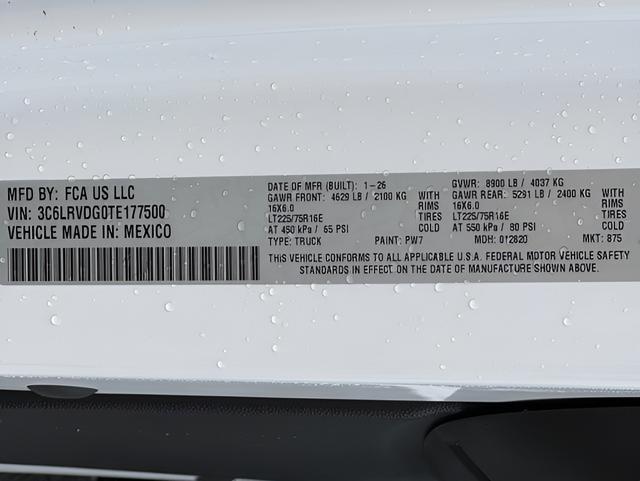 MFD BY: FCA US LLC
VIN: 3C6LRVDG0TE177500
VEHICLE MADE IN: MEXICO
DATE OF MFR (BUILT): 1-26
GAWR FRONT: 4629 LB / 2100 KG WITH
16X6.0 RIMS
LT225/75R16E TIRES
AT 450 kPa / 65 PSI COLD
TYPE: TRUCK PAINT: PW7
GVWR: 8900 LB / 4037 KG
GAWR REAR: 5291 LB / 2400 KG WITH
16X6.0 RIMS
LT225/75R16E TIRES
AT 550 kPa / 80 PSI COLD
MDH: 012820 MKT: 875
THIS VEHICLE CONFORMS TO ALL APPLICABLE U.S.A. FEDERAL MOTOR VEHICLE SAFETY
STANDARDS IN EFFECT ON THE DATE OF MANUFACTURE SHOWN ABOVE.